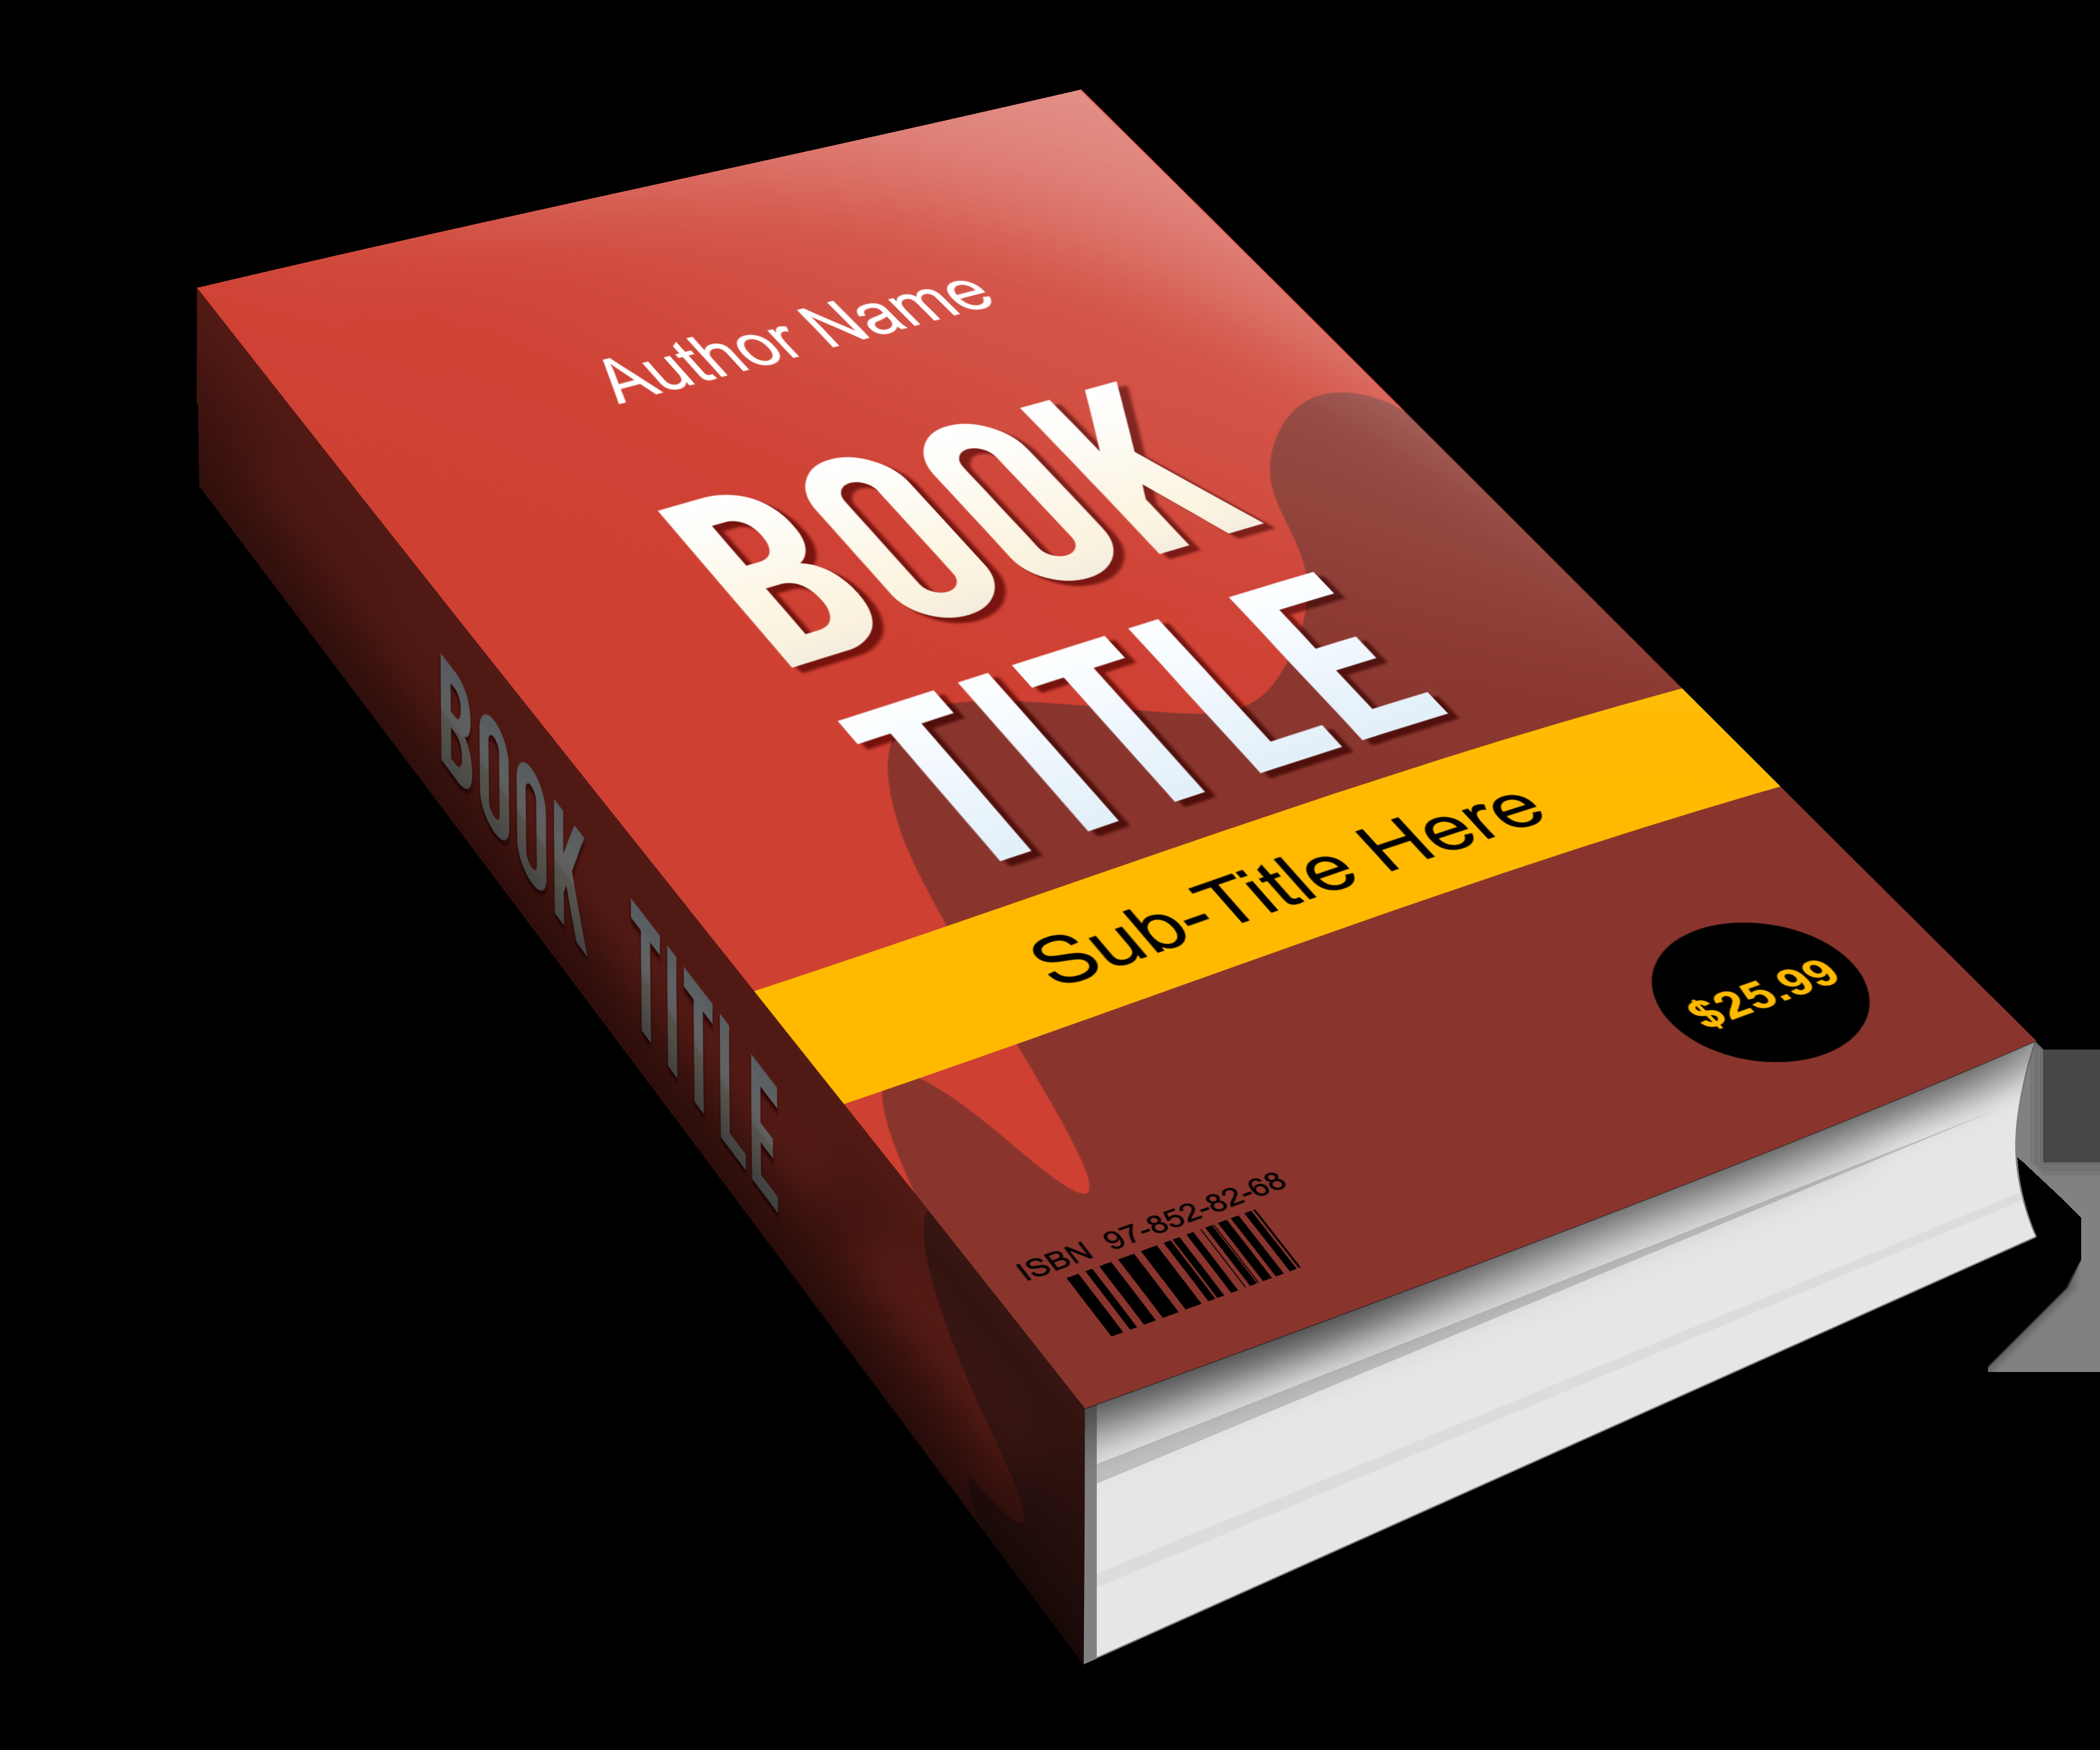 Author Name
BOOK
TITLE
Sub-Title Here
$25.99
ISBN 97-852-82-68
BOOK TITLE